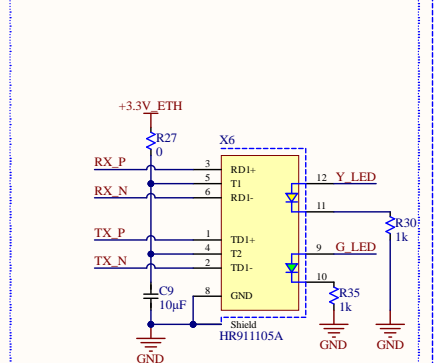 +3.3V_ETH
R27
0
X6
RX_P 3 RD1+
5 T1
RX_N 6 RD1-
12 Y_LED
11
R30
1k
TX_P 1 TD1+
4 T2
TX_N 2 TD1-
9 G_LED
10
R35
1k
C9
10µF
8 GND
Shield
HR911105A
GND
GND
GND